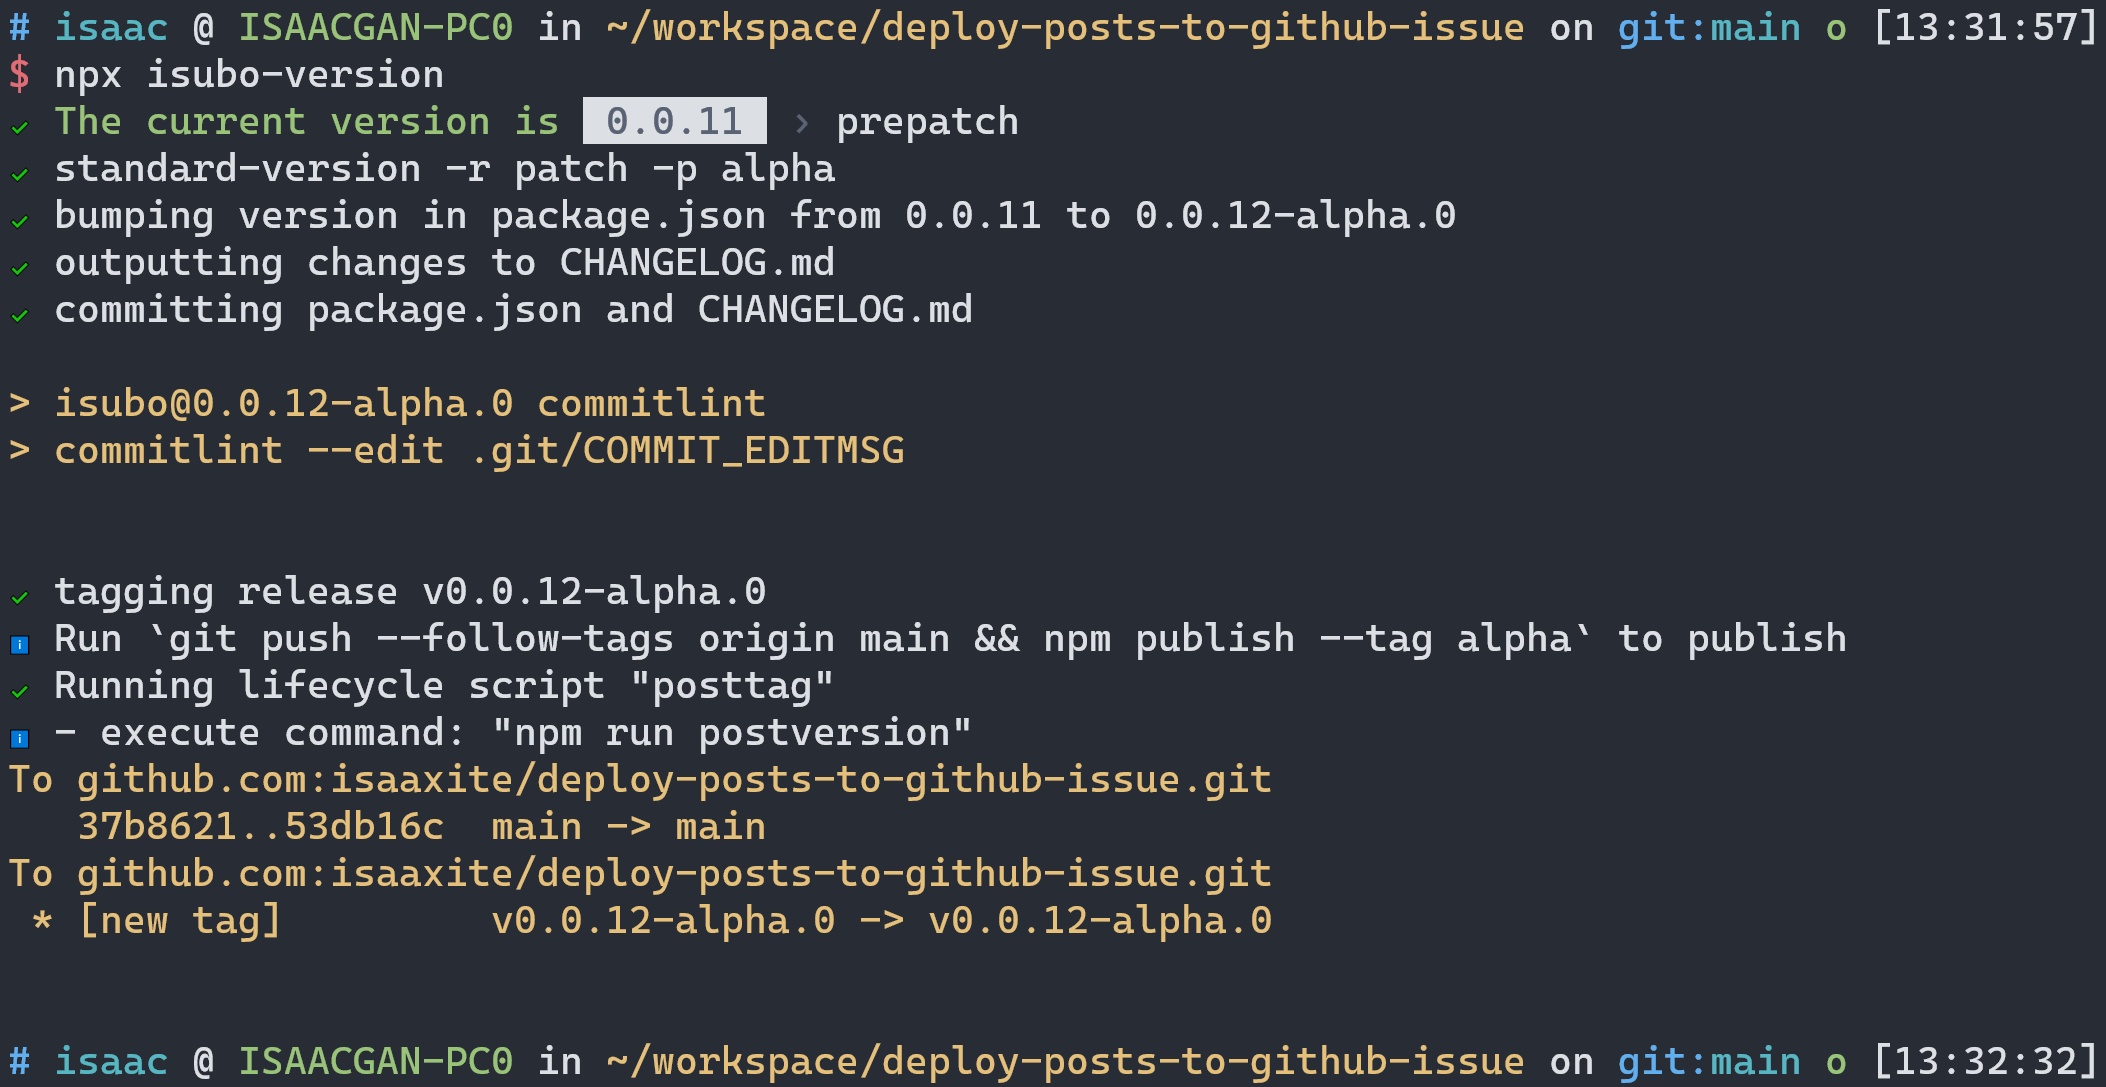 # isaac @ ISAACGAN-PC0 in ~/workspace/deploy-posts-to-github-issue on git:main o [13:31:57]
$ npx isubo-version
✔ The current version is 0.0.11 › prepatch
✔ standard-version -r patch -p alpha
✔ bumping version in package.json from 0.0.11 to 0.0.12-alpha.0
✔ outputting changes to CHANGELOG.md
✔ committing package.json and CHANGELOG.md
> isubo@0.0.12-alpha.0 commitlint
> commitlint --edit .git/COMMIT_EDITMSG
✔ tagging release v0.0.12-alpha.0
ℹ Run `git push --follow-tags origin main && npm publish --tag alpha` to publish
✔ Running lifecycle script "posttag"
ℹ - execute command: "npm run postversion"
To github.com:isaaxite/deploy-posts-to-github-issue.git
   37b8621..53db16c  main -> main
To github.com:isaaxite/deploy-posts-to-github-issue.git
 * [new tag]         v0.0.12-alpha.0 -> v0.0.12-alpha.0
# isaac @ ISAACGAN-PC0 in ~/workspace/deploy-posts-to-github-issue on git:main o [13:32:32]